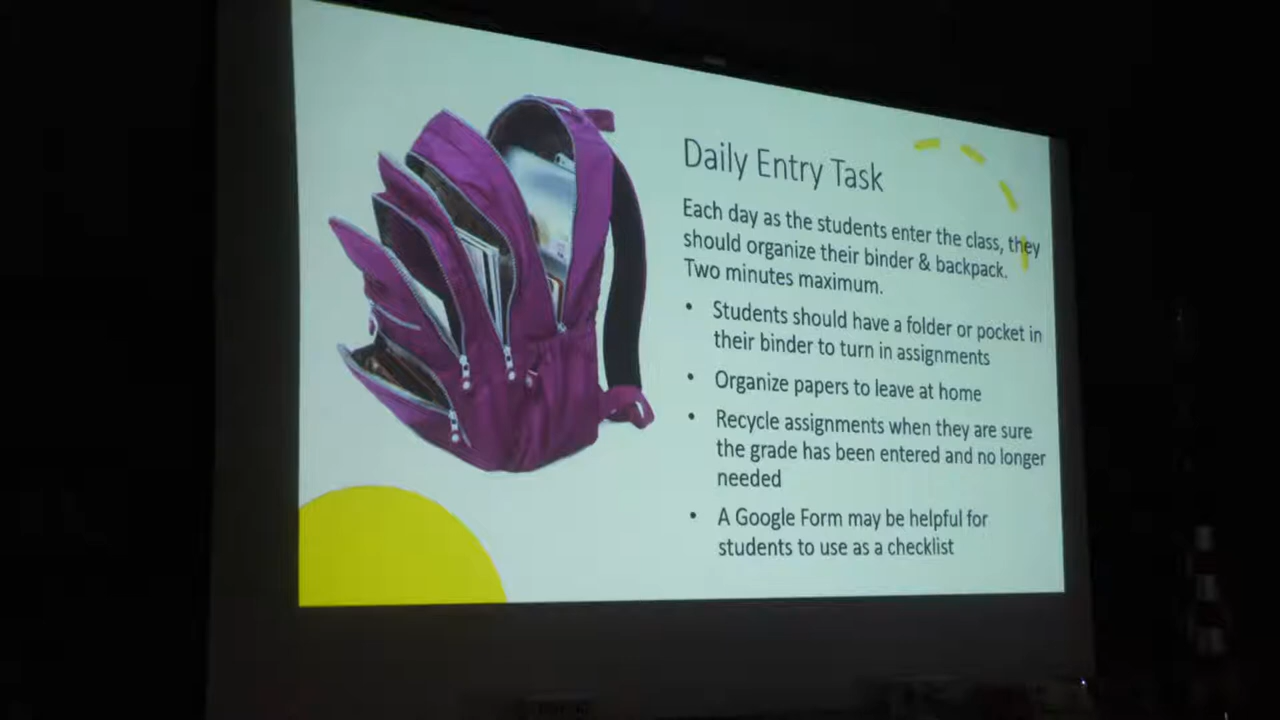 Daily Entry Task
Each day as the students enter the class, they
should organize their binder & backpack.
Two minutes maximum.
• Students should have a folder or pocket in
their binder to turn in assignments
• Organize papers to leave at home
• Recycle assignments when they are sure
the grade has been entered and no longer
needed
• A Google Form may be helpful for
students to use as a checklist